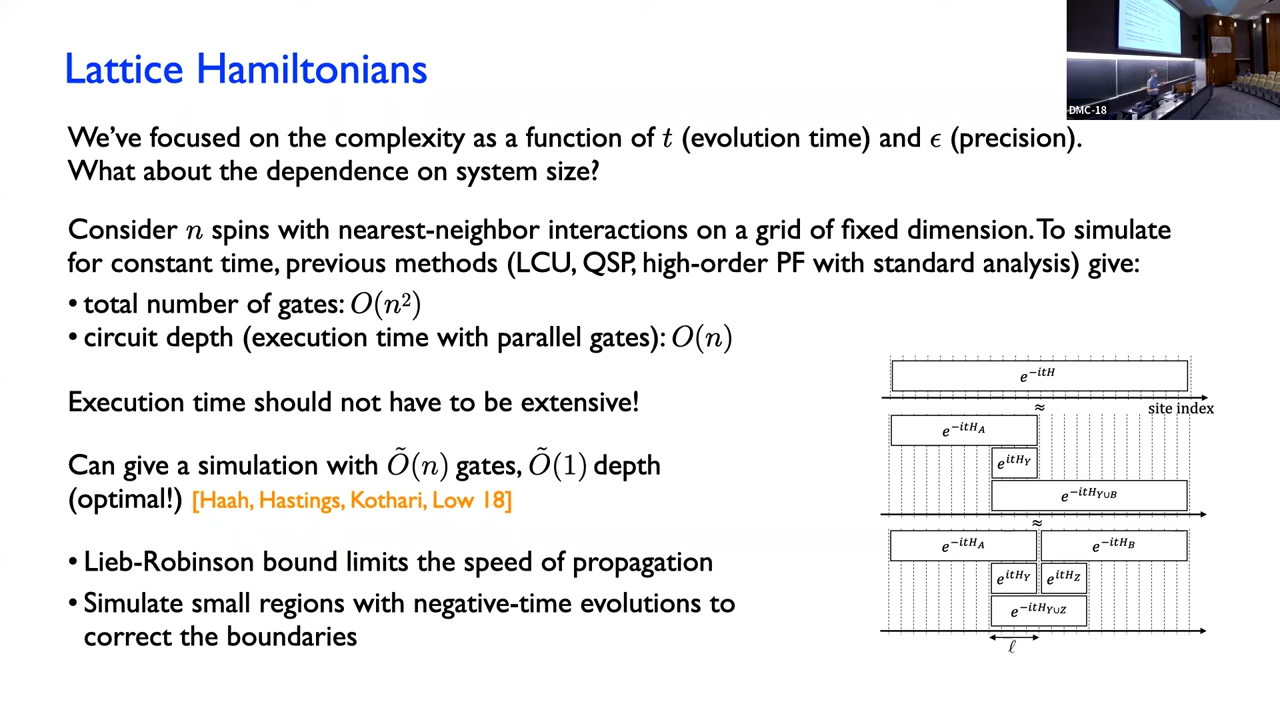 Lattice Hamiltonians
DMC-18
We've focused on the complexity as a function of t (evolution time) and ϵ (precision).
What about the dependence on system size?
Consider n spins with nearest-neighbor interactions on a grid of fixed dimension. To simulate
for constant time, previous methods (LCU, QSP, high-order PF with standard analysis) give:
• total number of gates: O(n²)
• circuit depth (execution time with parallel gates): O(n)
Execution time should not have to be extensive!
Can give a simulation with Õ(n) gates, Õ(1) depth
(optimal!) [Haah, Hastings, Kothari, Low 18]
• Lieb-Robinson bound limits the speed of propagation
• Simulate small regions with negative-time evolutions to
correct the boundaries
e^{-itH}
≈ site index
e^{-itH_A}
e^{itH_Y}
e^{-itH_{Y∪B}}
≈
e^{-itH_A} e^{-itH_B}
e^{itH_Y} e^{itH_Z}
e^{-itH_{Y∪Z}}
ℓ